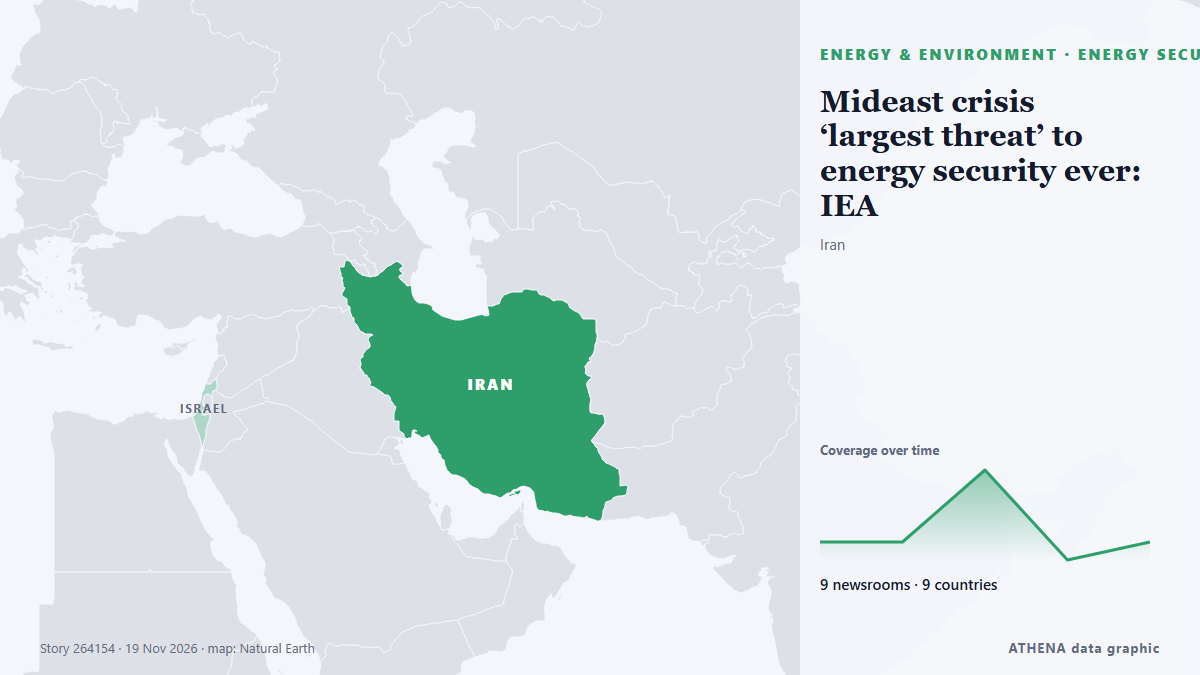 ENERGY & ENVIRONMENT · ENERGY SECU
Mideast crisis
‘largest threat’ to
energy security ever:
IEA
Iran
IRAN
ISRAEL
Coverage over time
9 newsrooms · 9 countries
Story 264154 · 19 Nov 2026 · map: Natural Earth
ATHENA data graphic